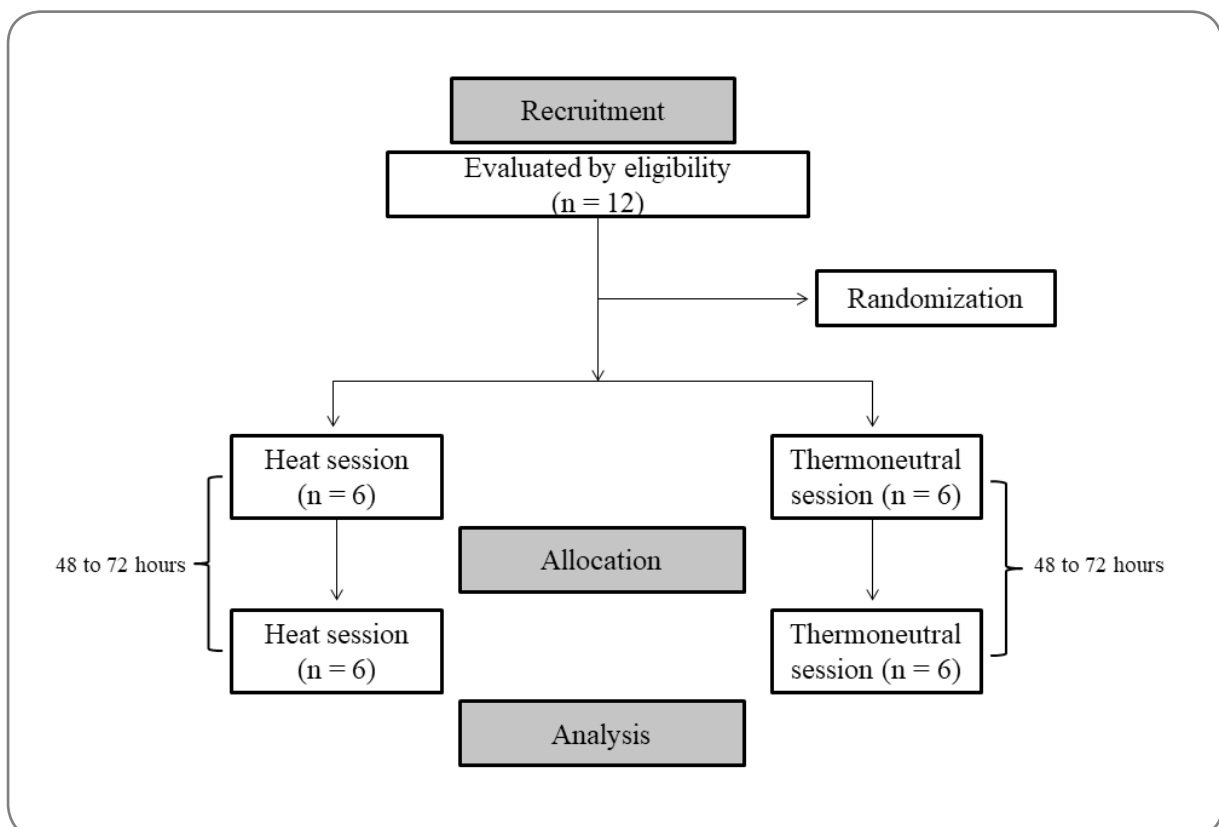 Recruitment
Evaluated by eligibility
(n = 12)
Randomization
Heat session
(n = 6)
Thermoneutral
session (n = 6)
48 to 72 hours
Allocation
48 to 72 hours
Heat session
(n = 6)
Thermoneutral
session (n = 6)
Analysis